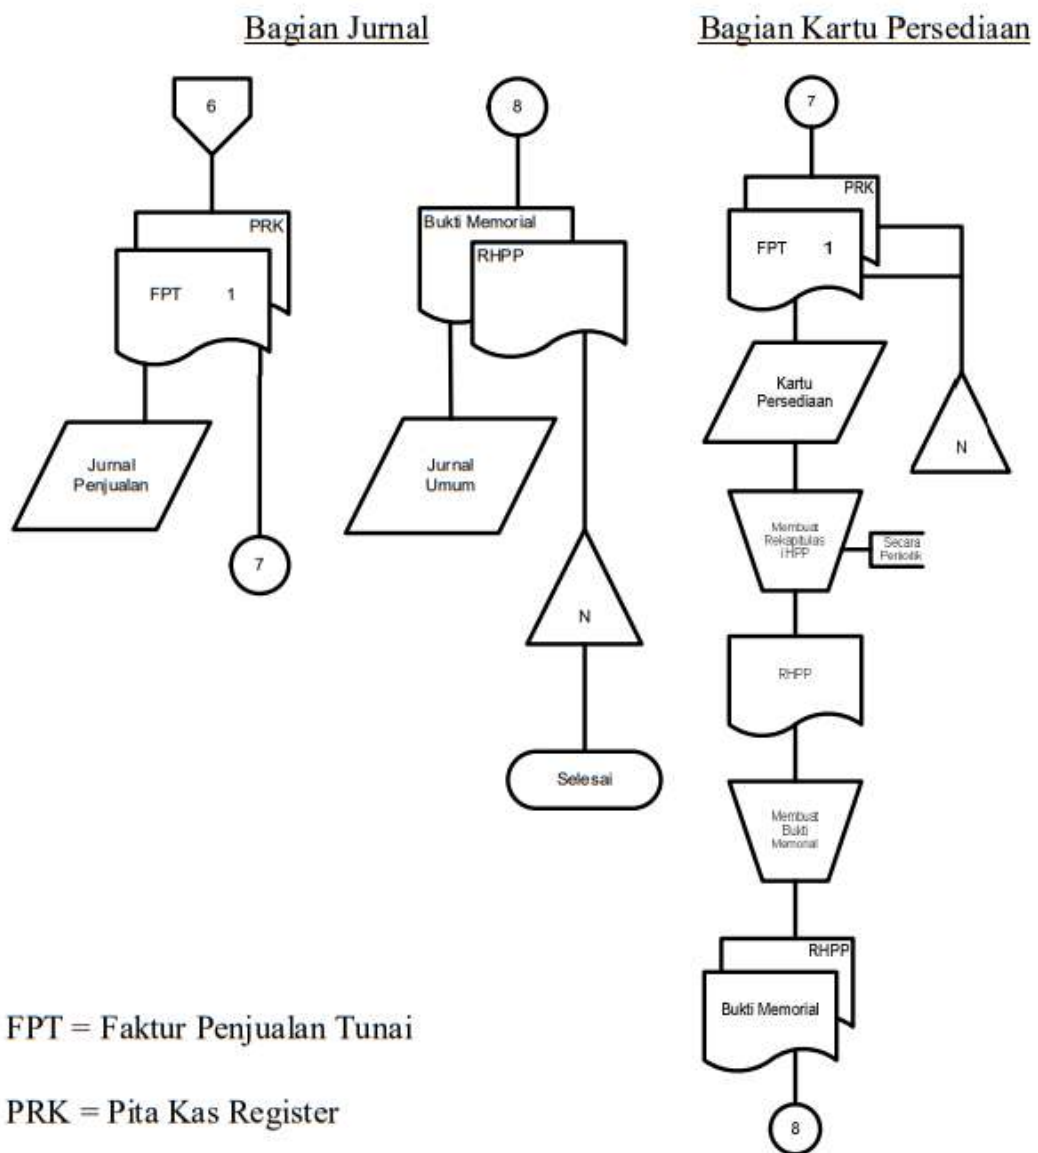 Bagian Jurnal
Bagian Kartu Persediaan
6
PRK
FPT 1
Jurnal
Penjualan
7
8
Bukti Memorial
RHPP
Jurnal
Umum
N
Selesai
7
PRK
FPT 1
Kartu
Persediaan
N
Membuat
Rekapitulas
i HPP
Secara
Periodik
RHPP
Membuat
Bukti
Memorial
RHPP
Bukti Memorial
8
FPT = Faktur Penjualan Tunai
PRK = Pita Kas Register